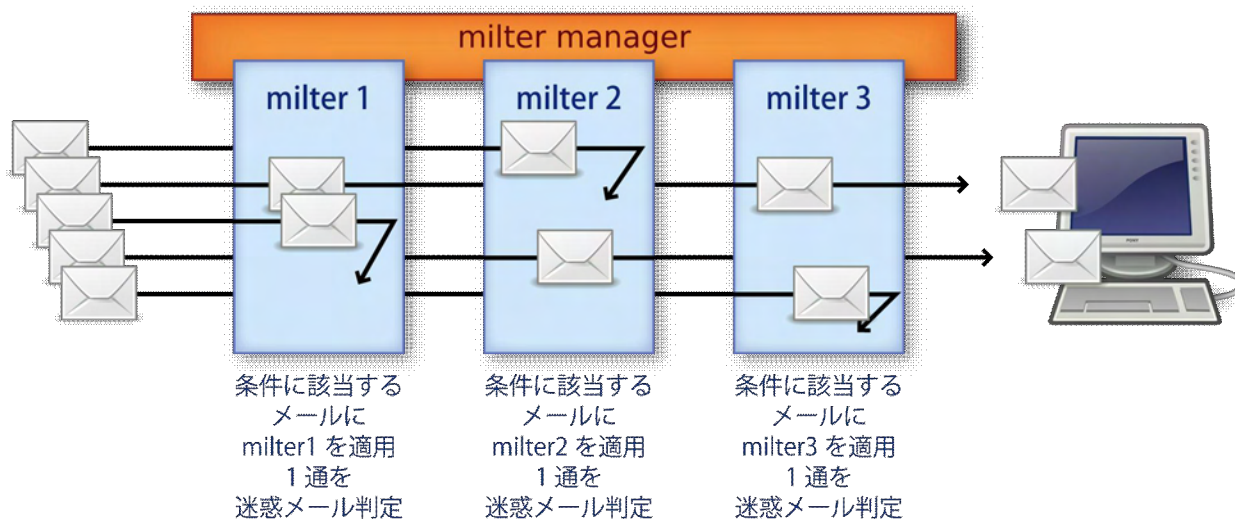 milter manager
milter 1
milter 2
milter 3
条件に該当する
メールに
milter1 を適用
1 通を
迷惑メール判定
条件に該当する
メールに
milter2 を適用
1 通を
迷惑メール判定
条件に該当する
メールに
milter3 を適用
1 通を
迷惑メール判定